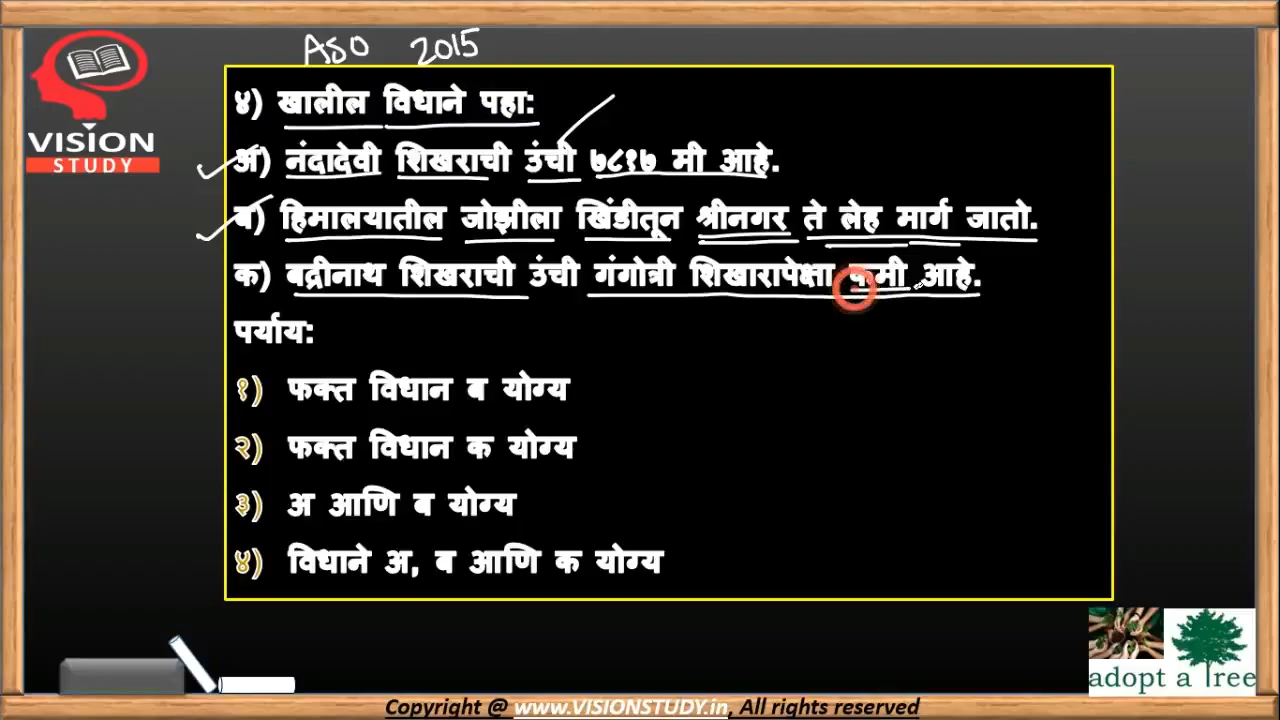 ASO 2015
VISION
STUDY
४) खालील विधाने पहा:
अ) नंदादेवी शिखराची उंची ७८१७ मी आहे.
ब) हिमालयातील जोझीला खिंडीतून श्रीनगर ते लेह मार्ग जातो.
क) बद्रीनाथ शिखराची उंची गंगोत्री शिखारापेक्षा कमी आहे.
पर्याय:
१) फक्त विधान ब योग्य
२) फक्त विधान क योग्य
३) अ आणि ब योग्य
४) विधाने अ, ब आणि क योग्य
adopt a Tree
Copyright @ www.VISIONSTUDY.in, All rights reserved